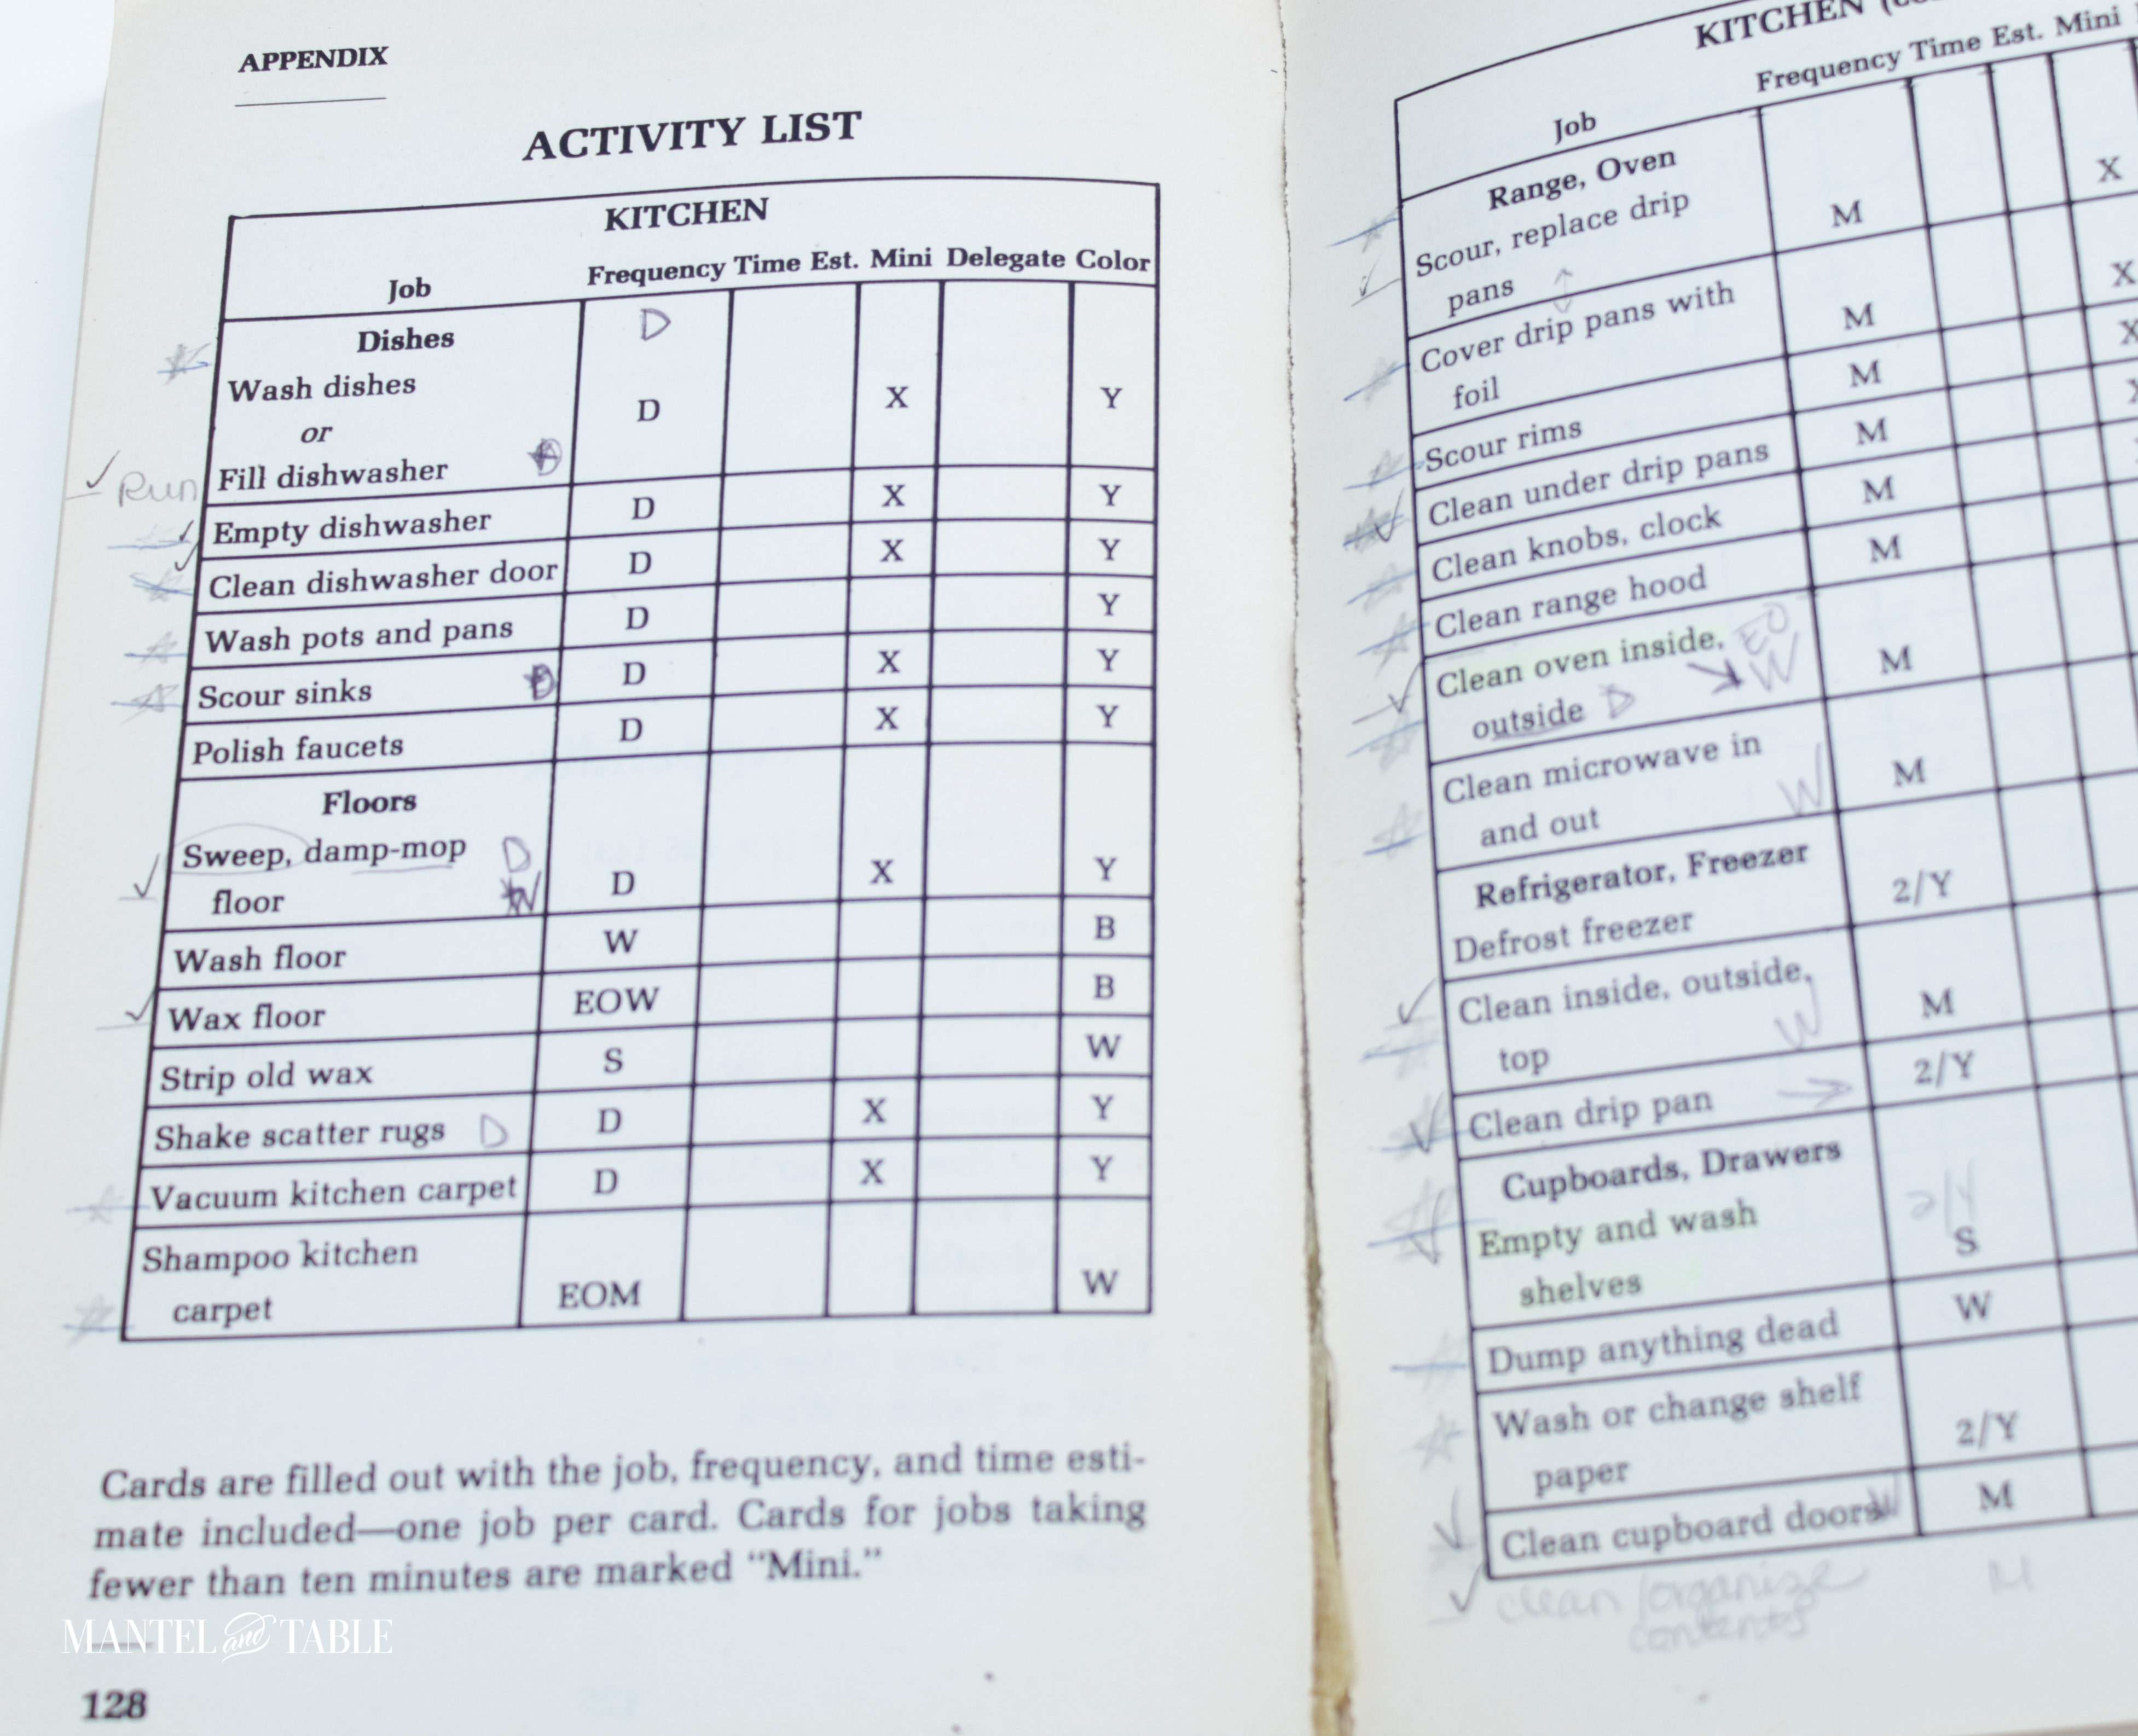 APPENDIX
ACTIVITY LIST
KITCHEN
Job Frequency Time Est. Mini Delegate Color
Dishes D
Wash dishes
or D X Y
Fill dishwasher
Run
Empty dishwasher D X Y
Clean dishwasher door D X Y
Wash pots and pans D Y
Scour sinks D X Y
Polish faucets D X Y
Floors
Sweep, damp-mop D
floor W D X Y
Wash floor W B
Wax floor EOW B
Strip old wax S W
Shake scatter rugs D D X Y
Vacuum kitchen carpet D X Y
Shampoo kitchen
carpet EOM W
Cards are filled out with the job, frequency, and time esti-
mate included—one job per card. Cards for jobs taking
fewer than ten minutes are marked “Mini.”
MANTEL and TABLE
128
KITCHEN
Job Frequency Time Est. Mini
Range, Oven
Scour, replace drip
pans M X
Cover drip pans with
foil M X
Scour rims M X
Clean under drip pans M X
Clean knobs, clock M
Clean range hood M
Clean oven inside, EO
outside D W M
Clean microwave in
and out W M
Refrigerator, Freezer
Defrost freezer 2/Y
Clean inside, outside,
top W M
Clean drip pan 2/Y
Cupboards, Drawers
Empty and wash 2/Y
shelves S
Dump anything dead W
Wash or change shelf
paper 2/Y
Clean cupboard doors W M
clean/organize M
contents